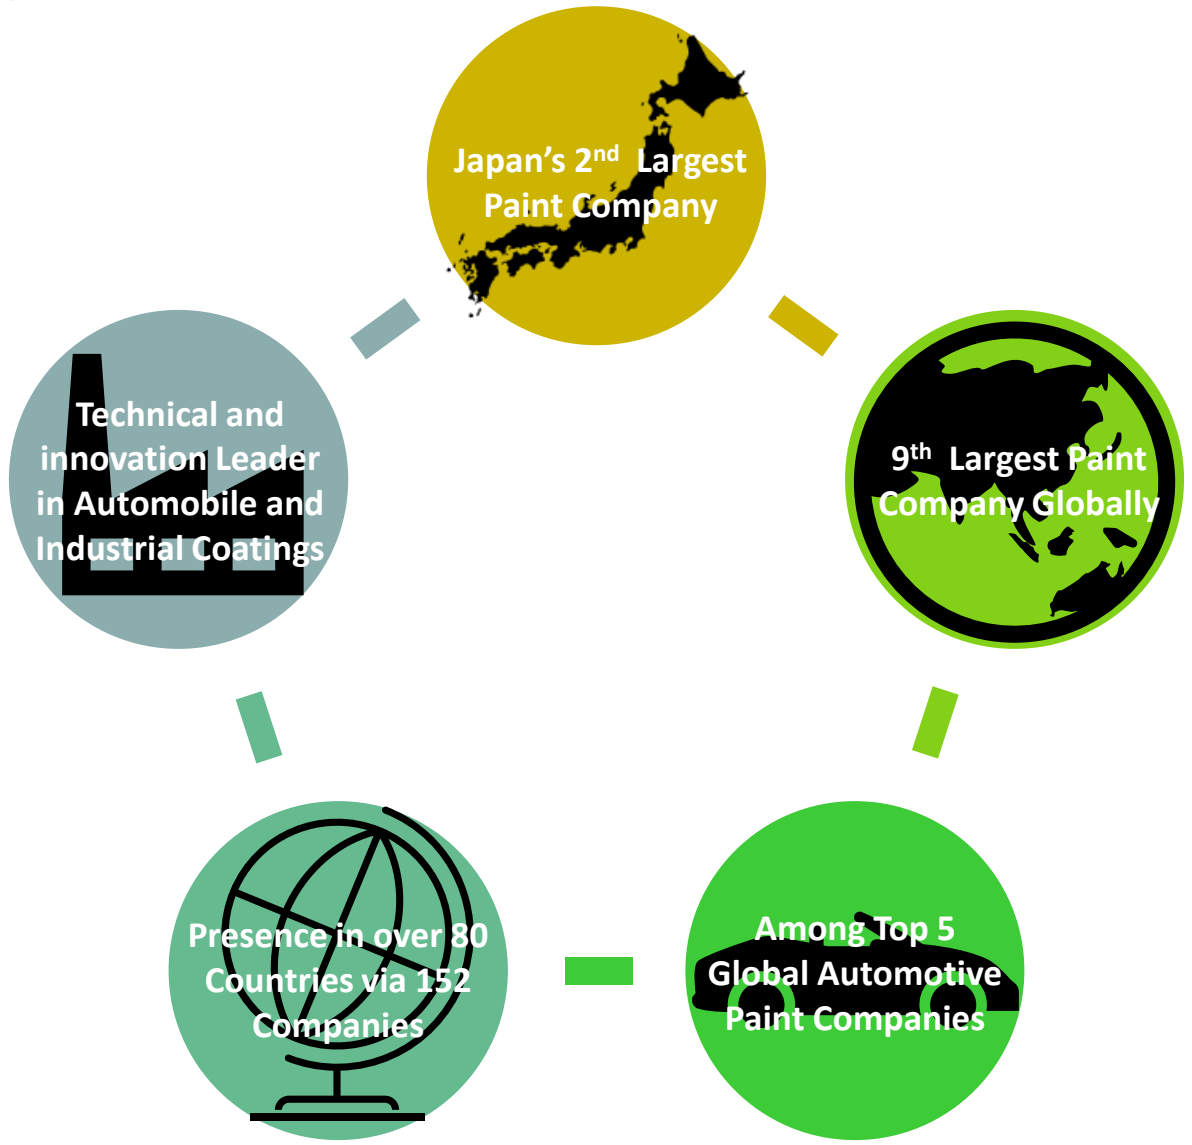 Japan’s 2nd Largest
Paint Company
9th Largest Paint
Company Globally
Among Top 5
Global Automotive
Paint Companies
Presence in over 80
Countries via 152
Companies
Technical and
innovation Leader
in Automobile and
Industrial Coatings